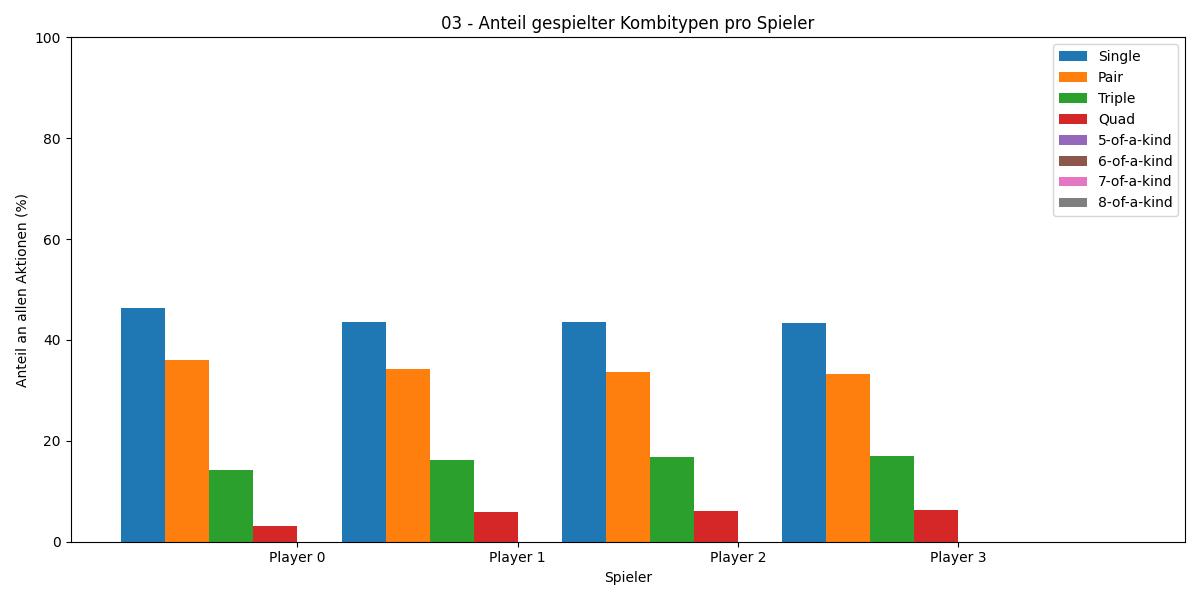 03 - Anteil gespielter Kombitypen pro Spieler
100
80
60
40
20
0
Anteil an allen Aktionen (%)
Single
Pair
Triple
Quad
5-of-a-kind
6-of-a-kind
7-of-a-kind
8-of-a-kind
Player 0
Player 1
Player 2
Player 3
Spieler